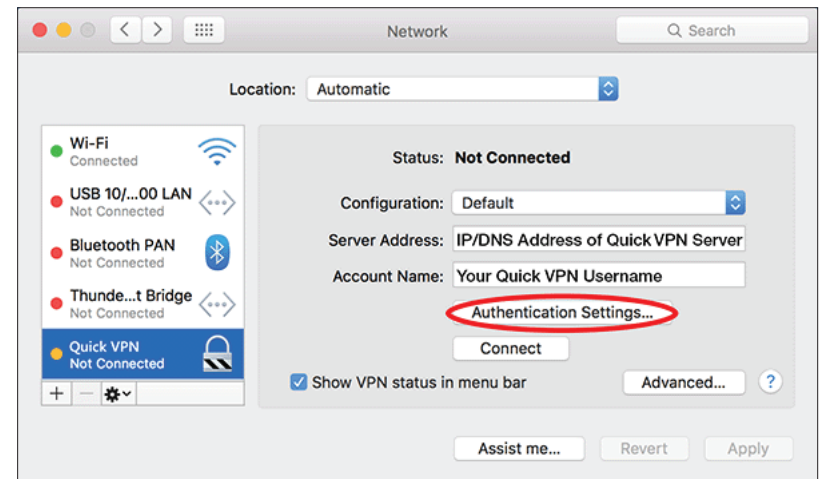 Network
Search
Location: Automatic
Wi-Fi
Connected
USB 10/...00 LAN
Not Connected
Bluetooth PAN
Not Connected
Thunde...t Bridge
Not Connected
Quick VPN
Not Connected
Status: Not Connected
Configuration: Default
Server Address: IP/DNS Address of Quick VPN Server
Account Name: Your Quick VPN Username
Authentication Settings...
Connect
Show VPN status in menu bar
Advanced... ?
Assist me... Revert Apply